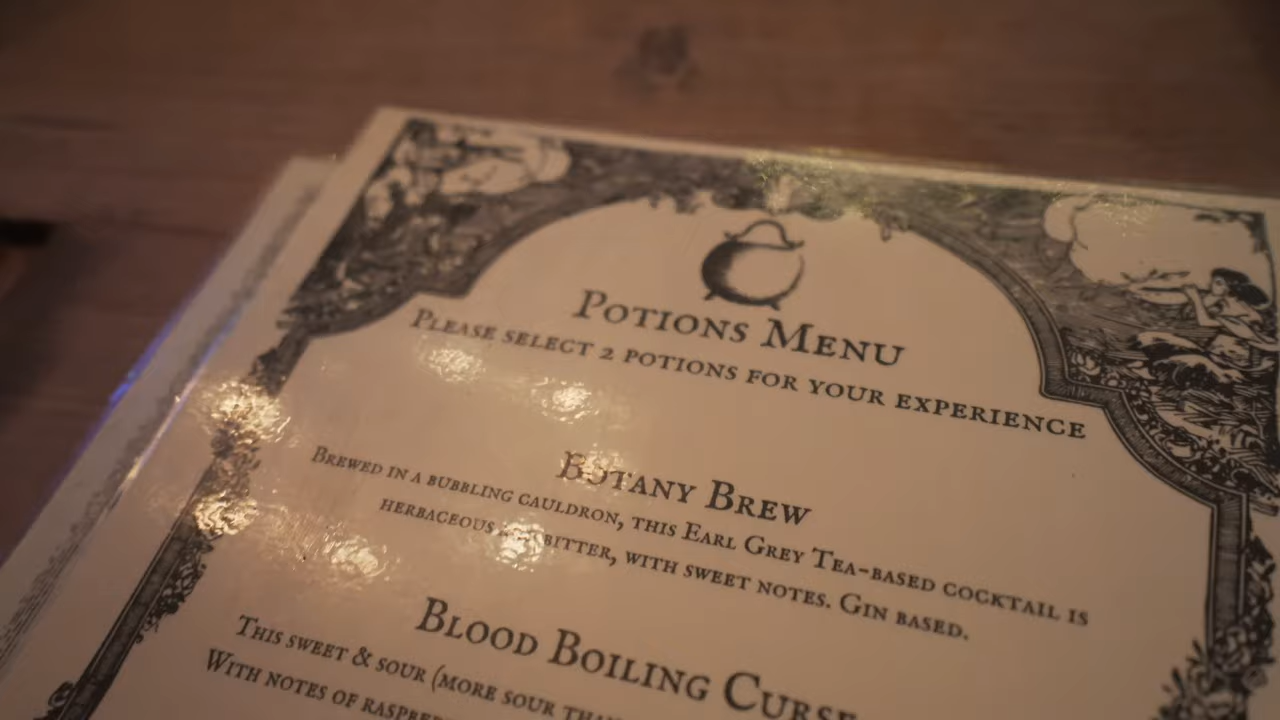 Potions Menu
Please select 2 potions for your experience
Botany Brew
Brewed in a bubbling cauldron, this Earl Grey Tea-based cocktail is
herbaceous bitter, with sweet notes. Gin based.
Blood Boiling Curse
This sweet & sour (more sour
With notes of